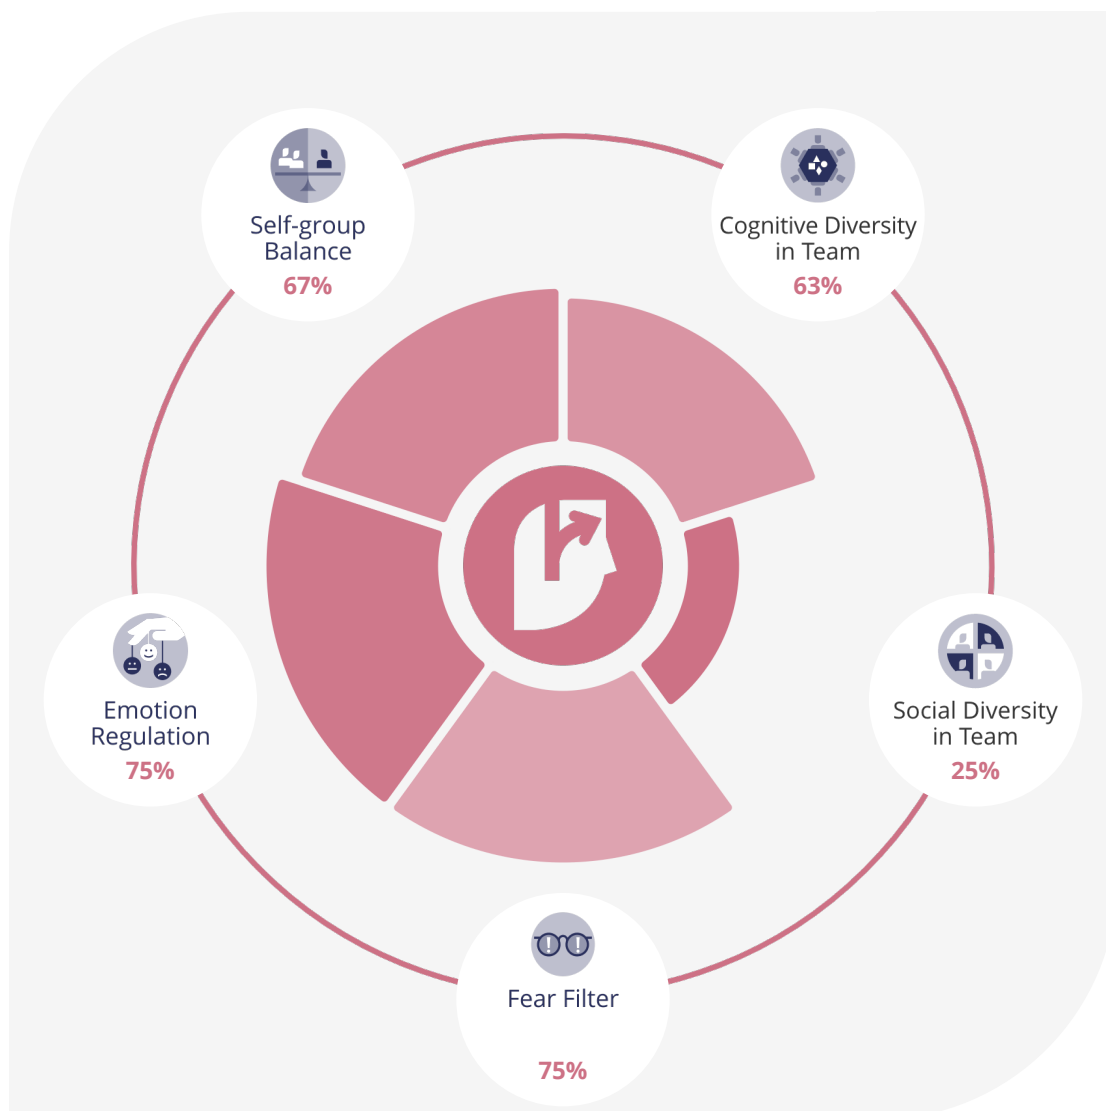 Self-group
Balance
67%
Cognitive Diversity
in Team
63%
Emotion
Regulation
75%
Social Diversity
in Team
25%
Fear Filter
75%